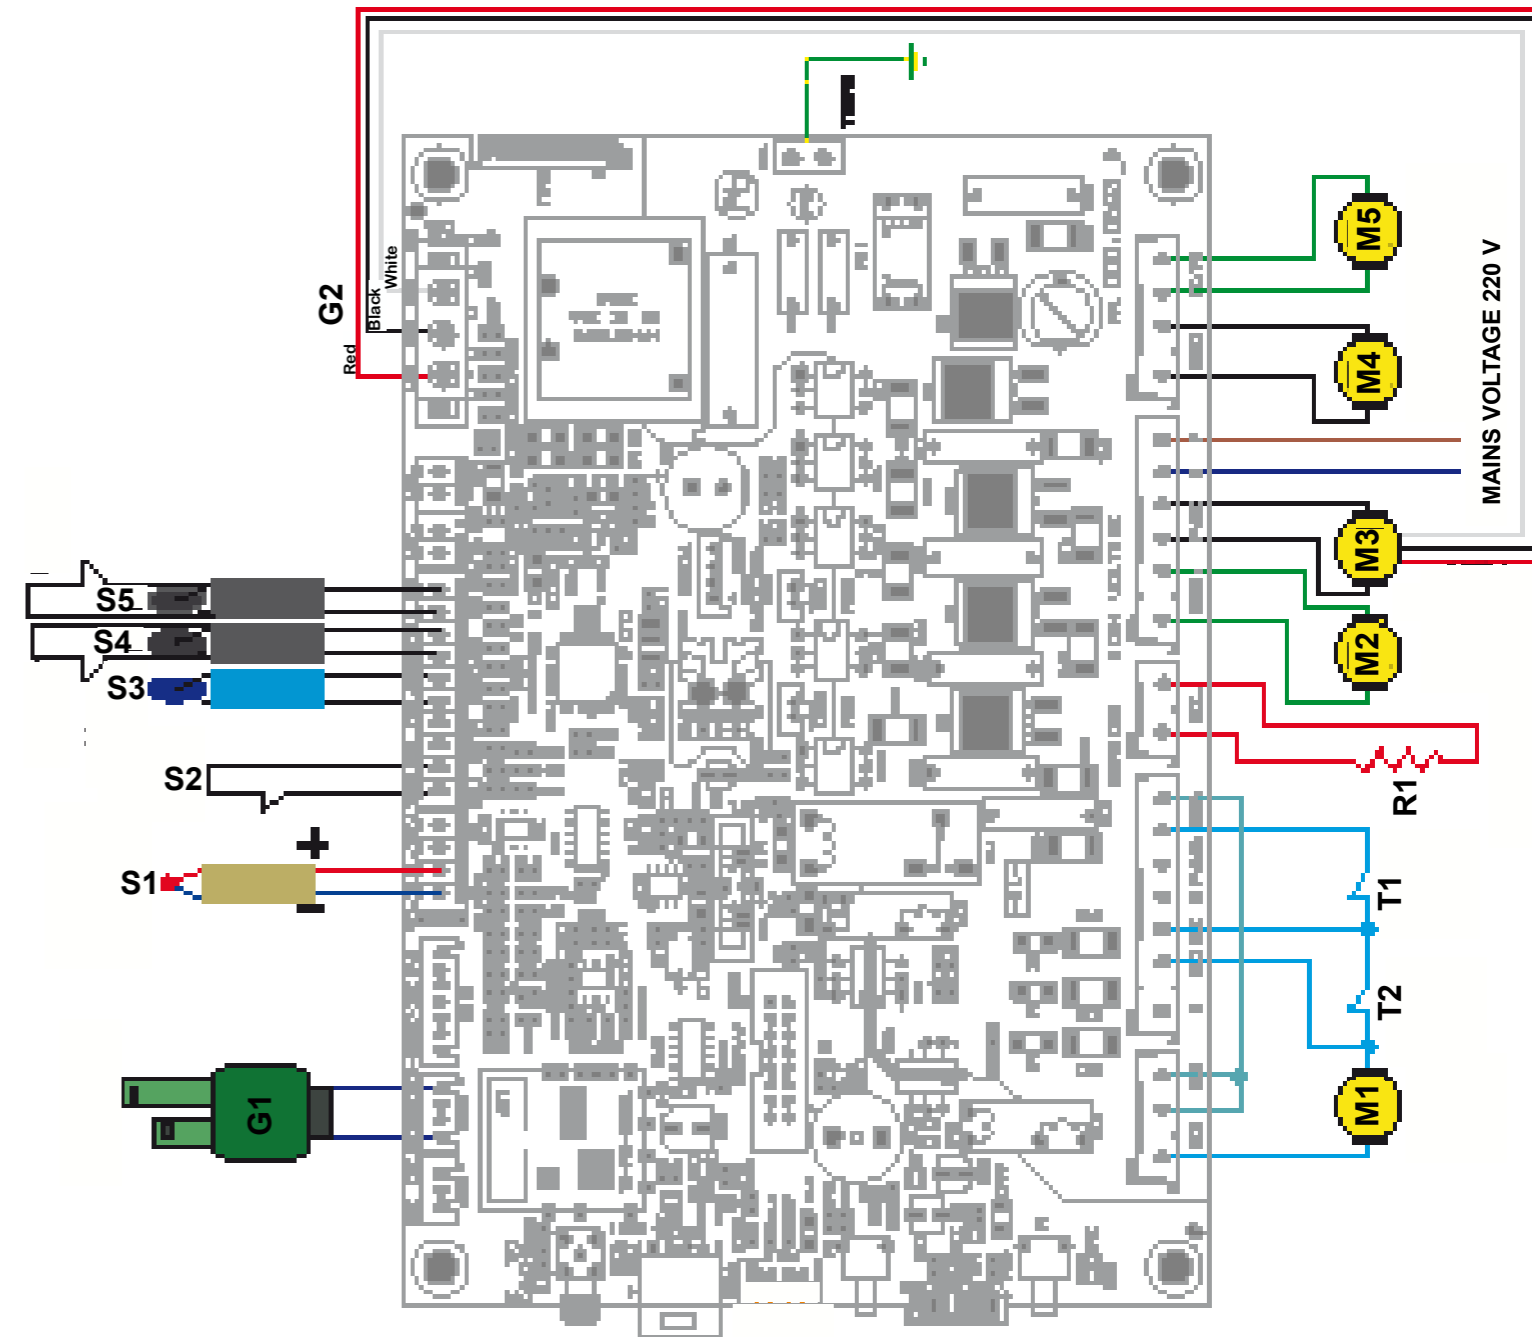 G2
Red
Black
White
M5
M4
MAINS VOLTAGE 220 V
M3
M2
R1
T1
T2
M1
S5
S4
S3
S2
+
S1
G1